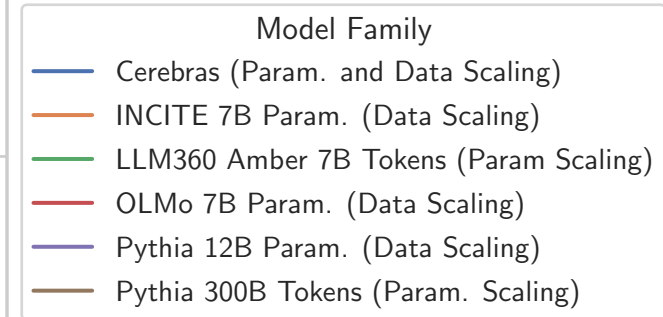 Model Family
Cerebras (Param. and Data Scaling)
INCITE 7B Param. (Data Scaling)
LLM360 Amber 7B Tokens (Param Scaling)
OLMo 7B Param. (Data Scaling)
Pythia 12B Param. (Data Scaling)
Pythia 300B Tokens (Param. Scaling)